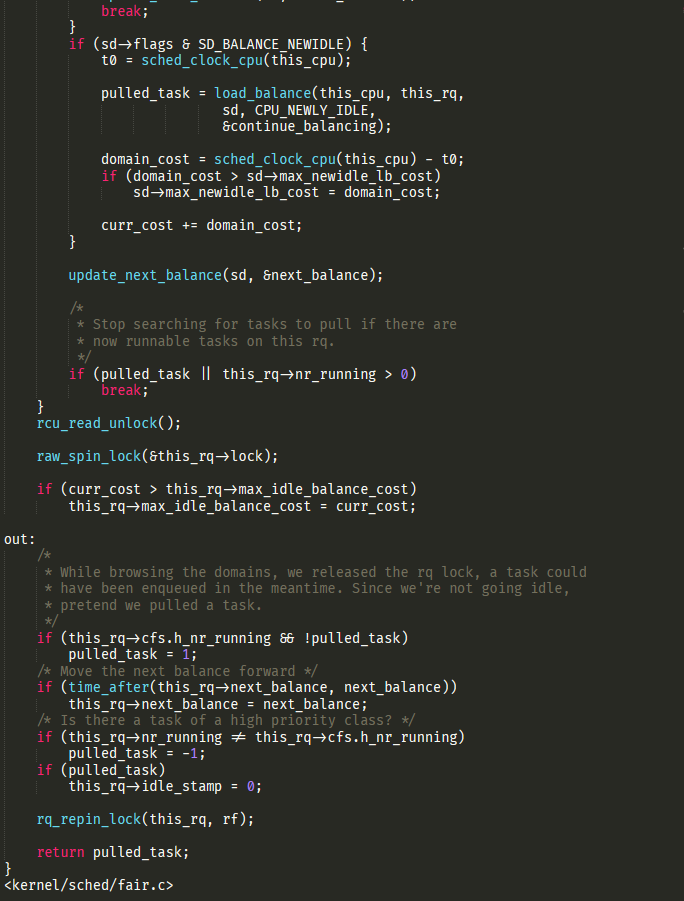 break;
}
if (sd->flags & SD_BALANCE_NEWIDLE) {
t0 = sched_clock_cpu(this_cpu);
pulled_task = load_balance(this_cpu, this_rq,
sd, CPU_NEWLY_IDLE,
&continue_balancing);
domain_cost = sched_clock_cpu(this_cpu) - t0;
if (domain_cost > sd->max_newidle_lb_cost)
sd->max_newidle_lb_cost = domain_cost;
curr_cost += domain_cost;
}
update_next_balance(sd, &next_balance);
/*
* Stop searching for tasks to pull if there are
* now runnable tasks on this rq.
*/
if (pulled_task || this_rq->nr_running > 0)
break;
}
rcu_read_unlock();
raw_spin_lock(&this_rq->lock);
if (curr_cost > this_rq->max_idle_balance_cost)
this_rq->max_idle_balance_cost = curr_cost;
out:
/*
* While browsing the domains, we released the rq lock, a task could
* have been enqueued in the meantime. Since we're not going idle,
* pretend we pulled a task.
*/
if (this_rq->cfs.h_nr_running && !pulled_task)
pulled_task = 1;
/* Move the next balance forward */
if (time_after(this_rq->next_balance, next_balance))
this_rq->next_balance = next_balance;
/* Is there a task of a high priority class? */
if (this_rq->nr_running != this_rq->cfs.h_nr_running)
pulled_task = -1;
if (pulled_task)
this_rq->idle_stamp = 0;
rq_repin_lock(this_rq, rf);
return pulled_task;
}
<kernel/sched/fair.c>